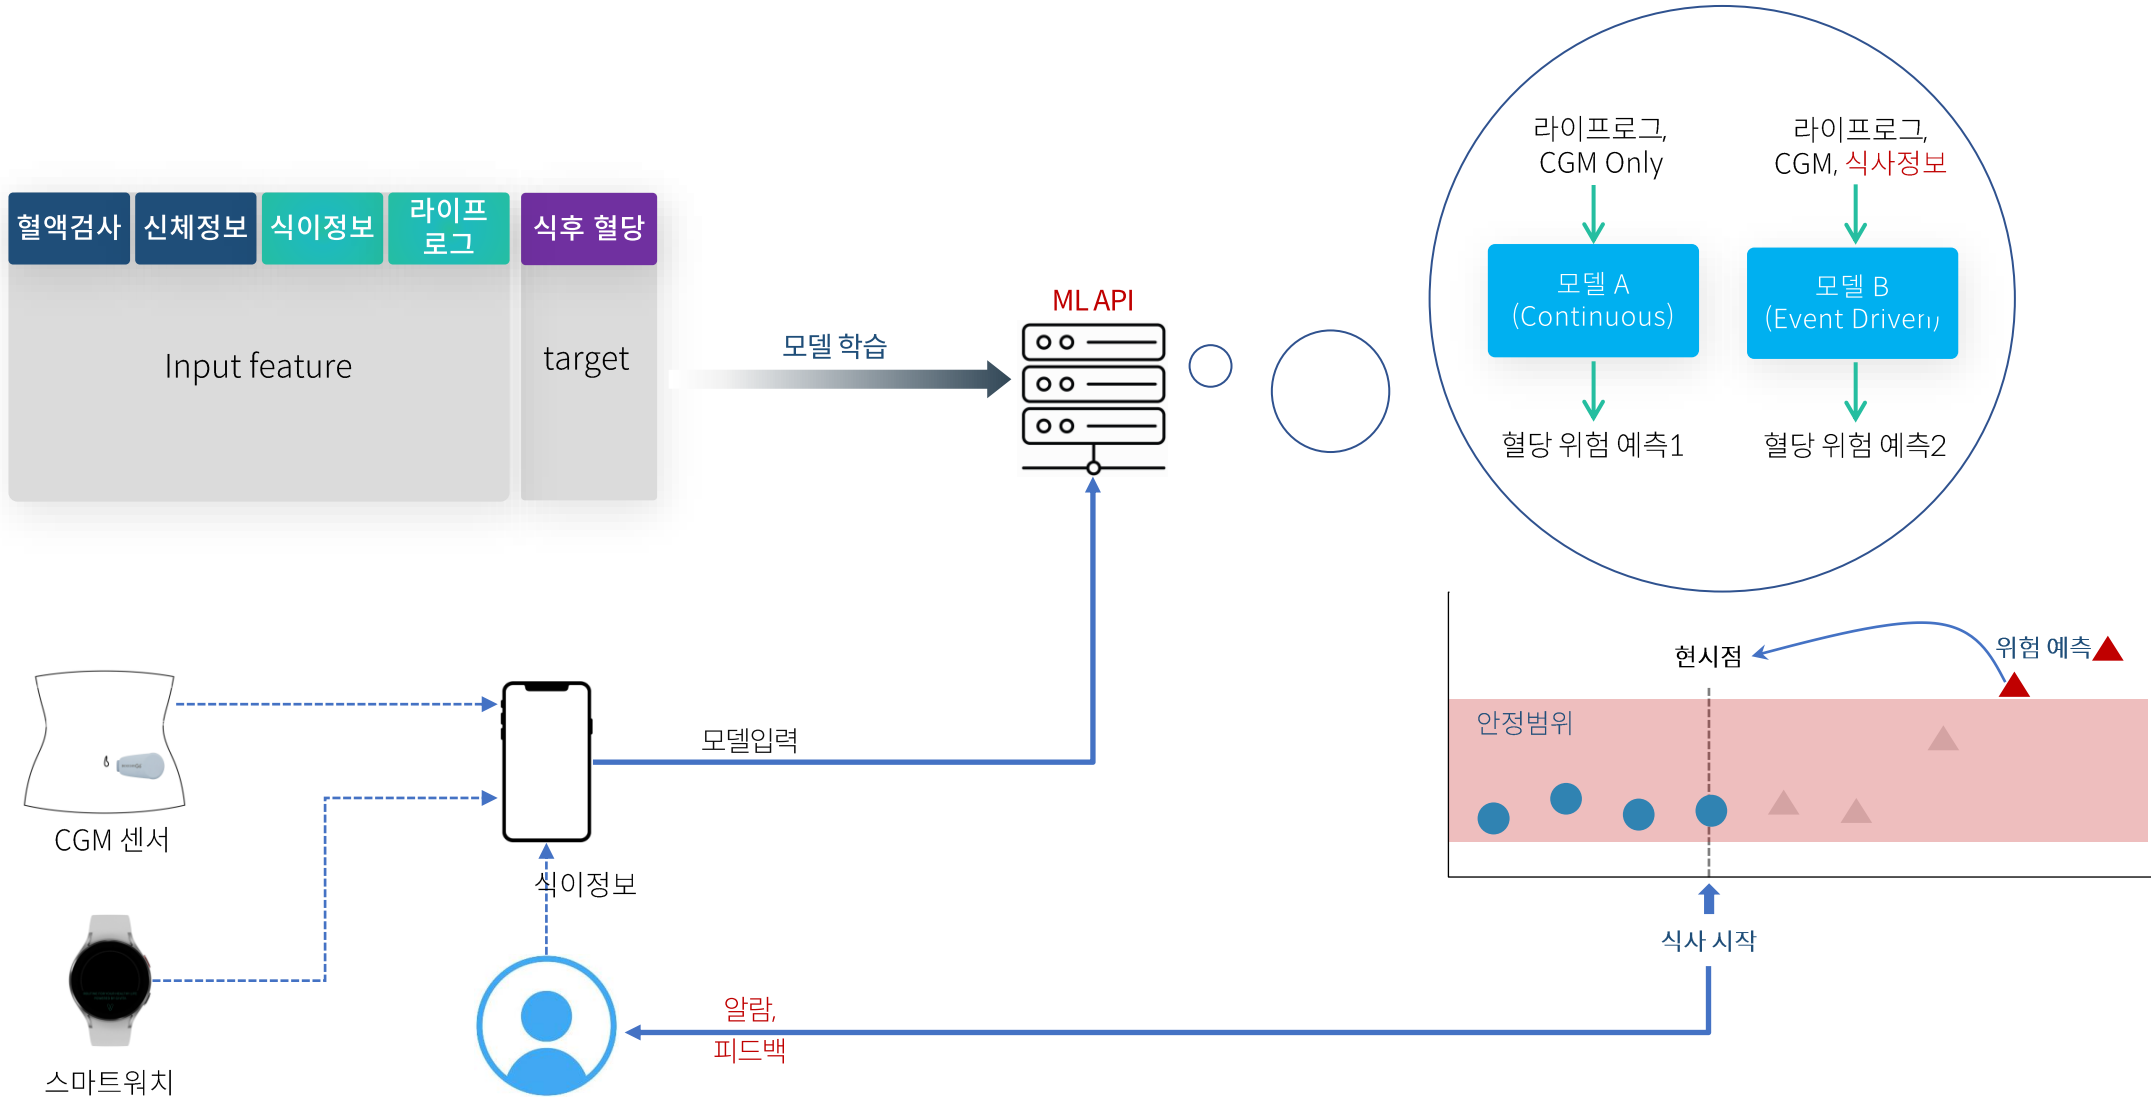 혈액검사
신체정보
식이정보
라이프
로그
식후 혈당
Input feature
target
모델 학습
ML API
라이프로그,
CGM Only
모델 A
(Continuous)
혈당 위험 예측1
라이프로그,
CGM, 식사정보
모델 B
(Event Driven)
혈당 위험 예측2
CGM 센서
스마트워치
모델입력
식이정보
알람,
피드백
현시점
위험 예측
안정범위
식사 시작